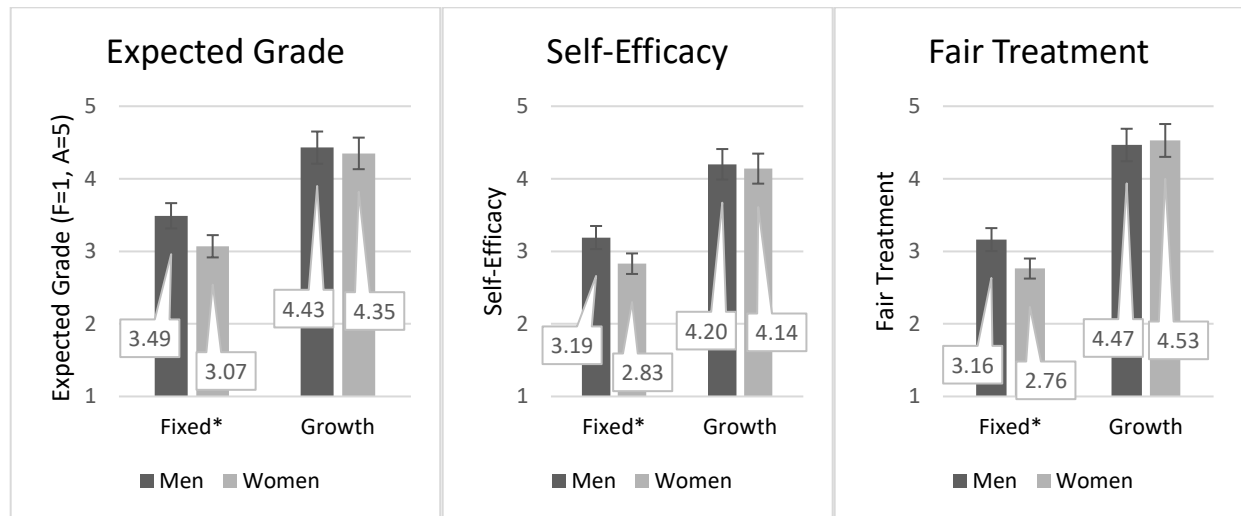 Expected Grade
Expected Grade (F=1, A=5)
5
4
3
2
1
3.49
3.07
4.43
4.35
Fixed*
Growth
Men
Women
Self-Efficacy
Self-Efficacy
5
4
3
2
1
3.19
2.83
4.20
4.14
Fixed*
Growth
Men
Women
Fair Treatment
Fair Treatment
5
4
3
2
1
3.16
2.76
4.47
4.53
Fixed*
Growth
Men
Women